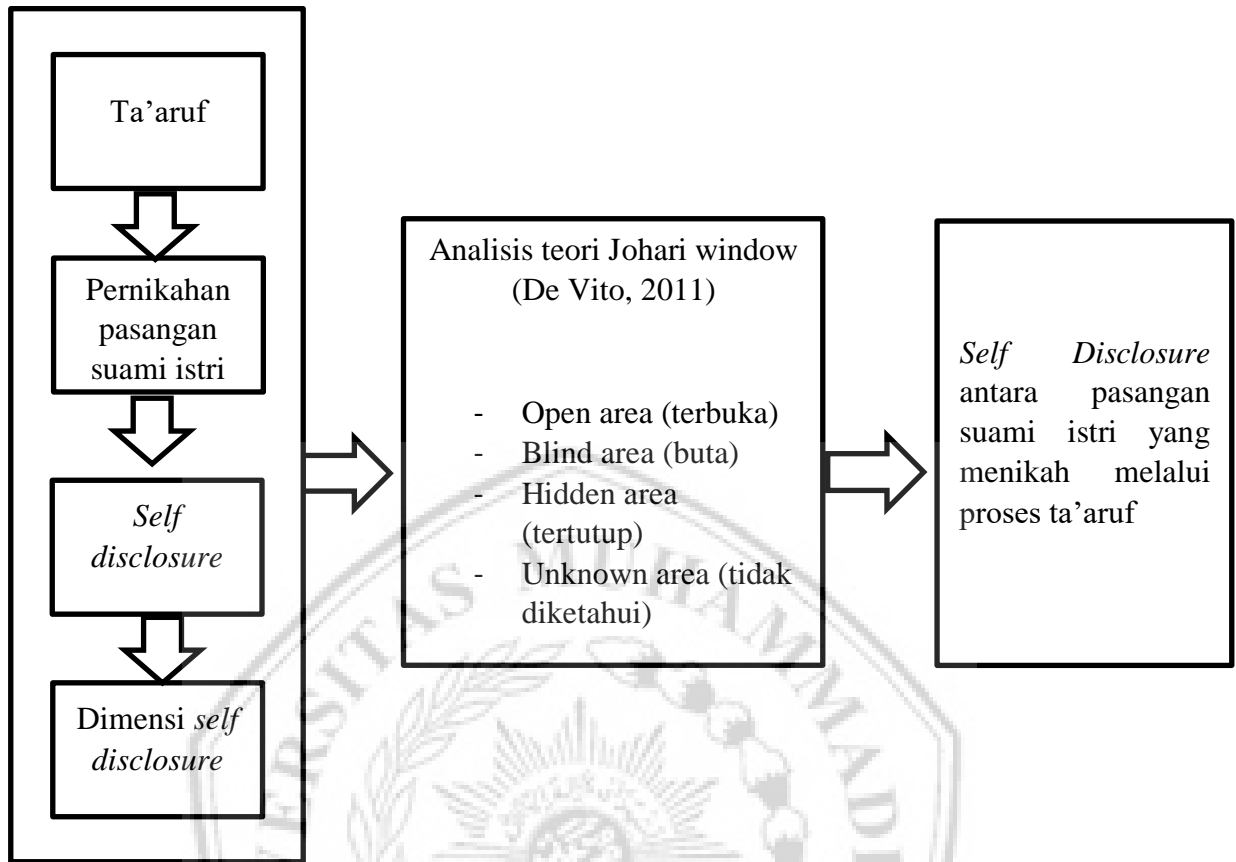 Ta’aruf
Pernikahan
pasangan
suami istri
Self
disclosure
Dimensi self
disclosure
Analisis teori Johari window
(De Vito, 2011)
- Open area (terbuka)
- Blind area (buta)
- Hidden area
(tertutup)
- Unknown area (tidak
diketahui)
Self Disclosure
antara pasangan
suami istri yang
menikah melalui
proses ta’aruf